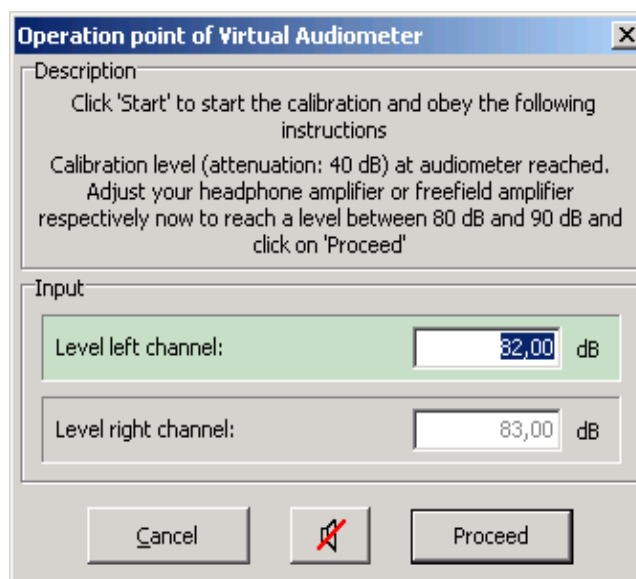 Operation point of Virtual Audiometer
Description
Click 'Start' to start the calibration and obey the following
instructions
Calibration level (attenuation: 40 dB) at audiometer reached.
Adjust your headphone amplifier or freefield amplifier
respectively now to reach a level between 80 dB and 90 dB and
click on 'Proceed'
Input
Level left channel: 82,00 dB
Level right channel: 83,00 dB
Cancel Proceed